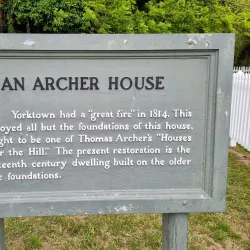 AN ARCHER HOUSE
Yorktown had a "great fire" in 1814. This
oyed all but the foundations of this house,
ght to be one of Thomas Archer's "Houses
r the Hill." The present restoration is the
teenth century dwelling built on the older
e foundations.